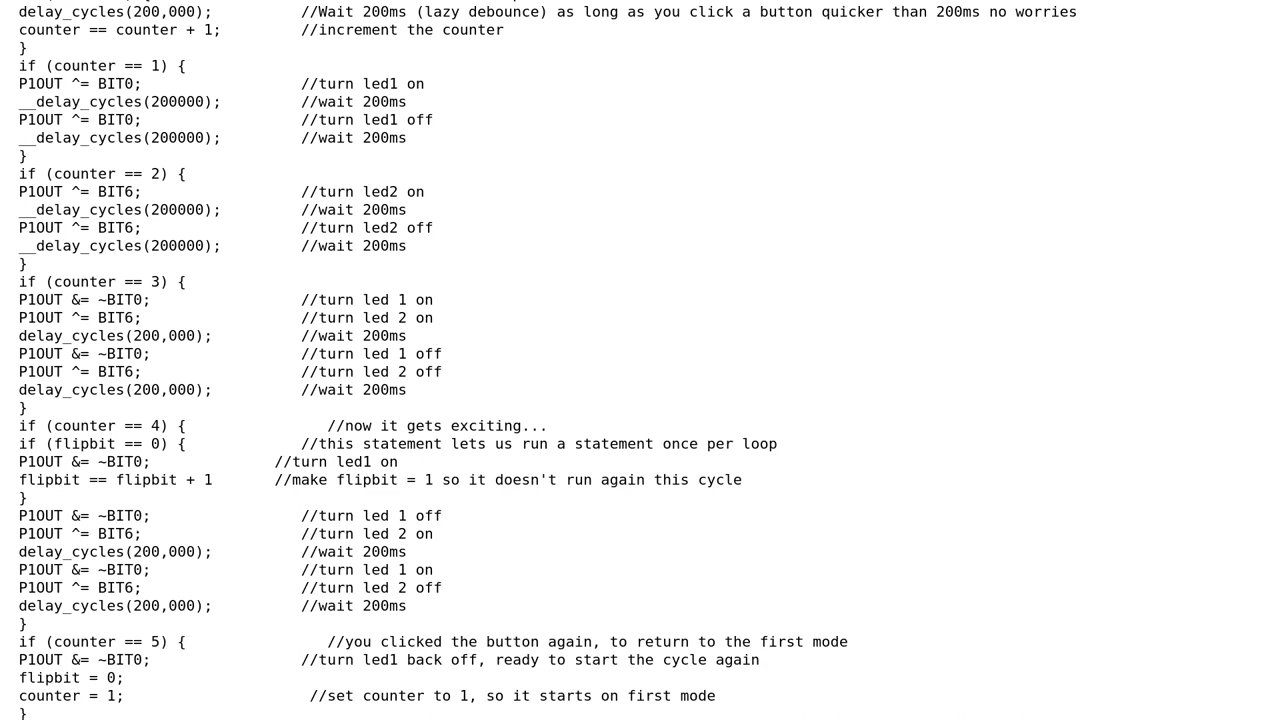 delay_cycles(200,000);          //Wait 200ms (lazy debounce) as long as you click a button quicker than 200ms no worries
counter == counter + 1;         //increment the counter
}
if (counter == 1) {
P1OUT ^= BIT0;                  //turn led1 on
__delay_cycles(200000);         //wait 200ms
P1OUT ^= BIT0;                  //turn led1 off
__delay_cycles(200000);         //wait 200ms
}
if (counter == 2) {
P1OUT ^= BIT6;                  //turn led2 on
__delay_cycles(200000);         //wait 200ms
P1OUT ^= BIT6;                  //turn led2 off
__delay_cycles(200000);         //wait 200ms
}
if (counter == 3) {
P1OUT &= ~BIT0;                 //turn led 1 on
P1OUT ^= BIT6;                  //turn led 2 on
delay_cycles(200,000);          //wait 200ms
P1OUT &= ~BIT0;                 //turn led 1 off
P1OUT ^= BIT6;                  //turn led 2 off
delay_cycles(200,000);          //wait 200ms
}
if (counter == 4) {                //now it gets exciting...
if (flipbit == 0) {             //this statement lets us run a statement once per loop
P1OUT &= ~BIT0;              //turn led1 on
flipbit == flipbit + 1       //make flipbit = 1 so it doesn't run again this cycle
}
P1OUT &= ~BIT0;                 //turn led 1 off
P1OUT ^= BIT6;                  //turn led 2 on
delay_cycles(200,000);          //wait 200ms
P1OUT &= ~BIT0;                 //turn led 1 on
P1OUT ^= BIT6;                  //turn led 2 off
delay_cycles(200,000);          //wait 200ms
}
if (counter == 5) {                //you clicked the button again, to return to the first mode
P1OUT &= ~BIT0;                 //turn led1 back off, ready to start the cycle again
flipbit = 0;
counter = 1;                     //set counter to 1, so it starts on first mode
}